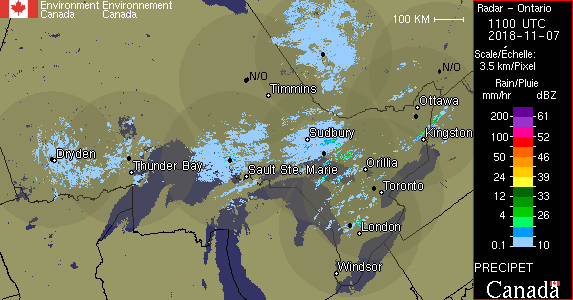 Environment Environnement
Canada Canada
100 KM
N/O
N/O
Timmins
Ottawa
Sudbury
Kingston
Dryden
Thunder Bay
Sault Ste. Marie
Orillia
Toronto
London
Windsor
Radar - Ontario
1100 UTC
2018-11-07
Scale/Échelle:
3.5 km/Pixel
Rain/Pluie
mm/hr dBZ
200 61
100 52
50 46
24 39
12 33
4 26
1 18
0.1 10
PRECIPET
Canada